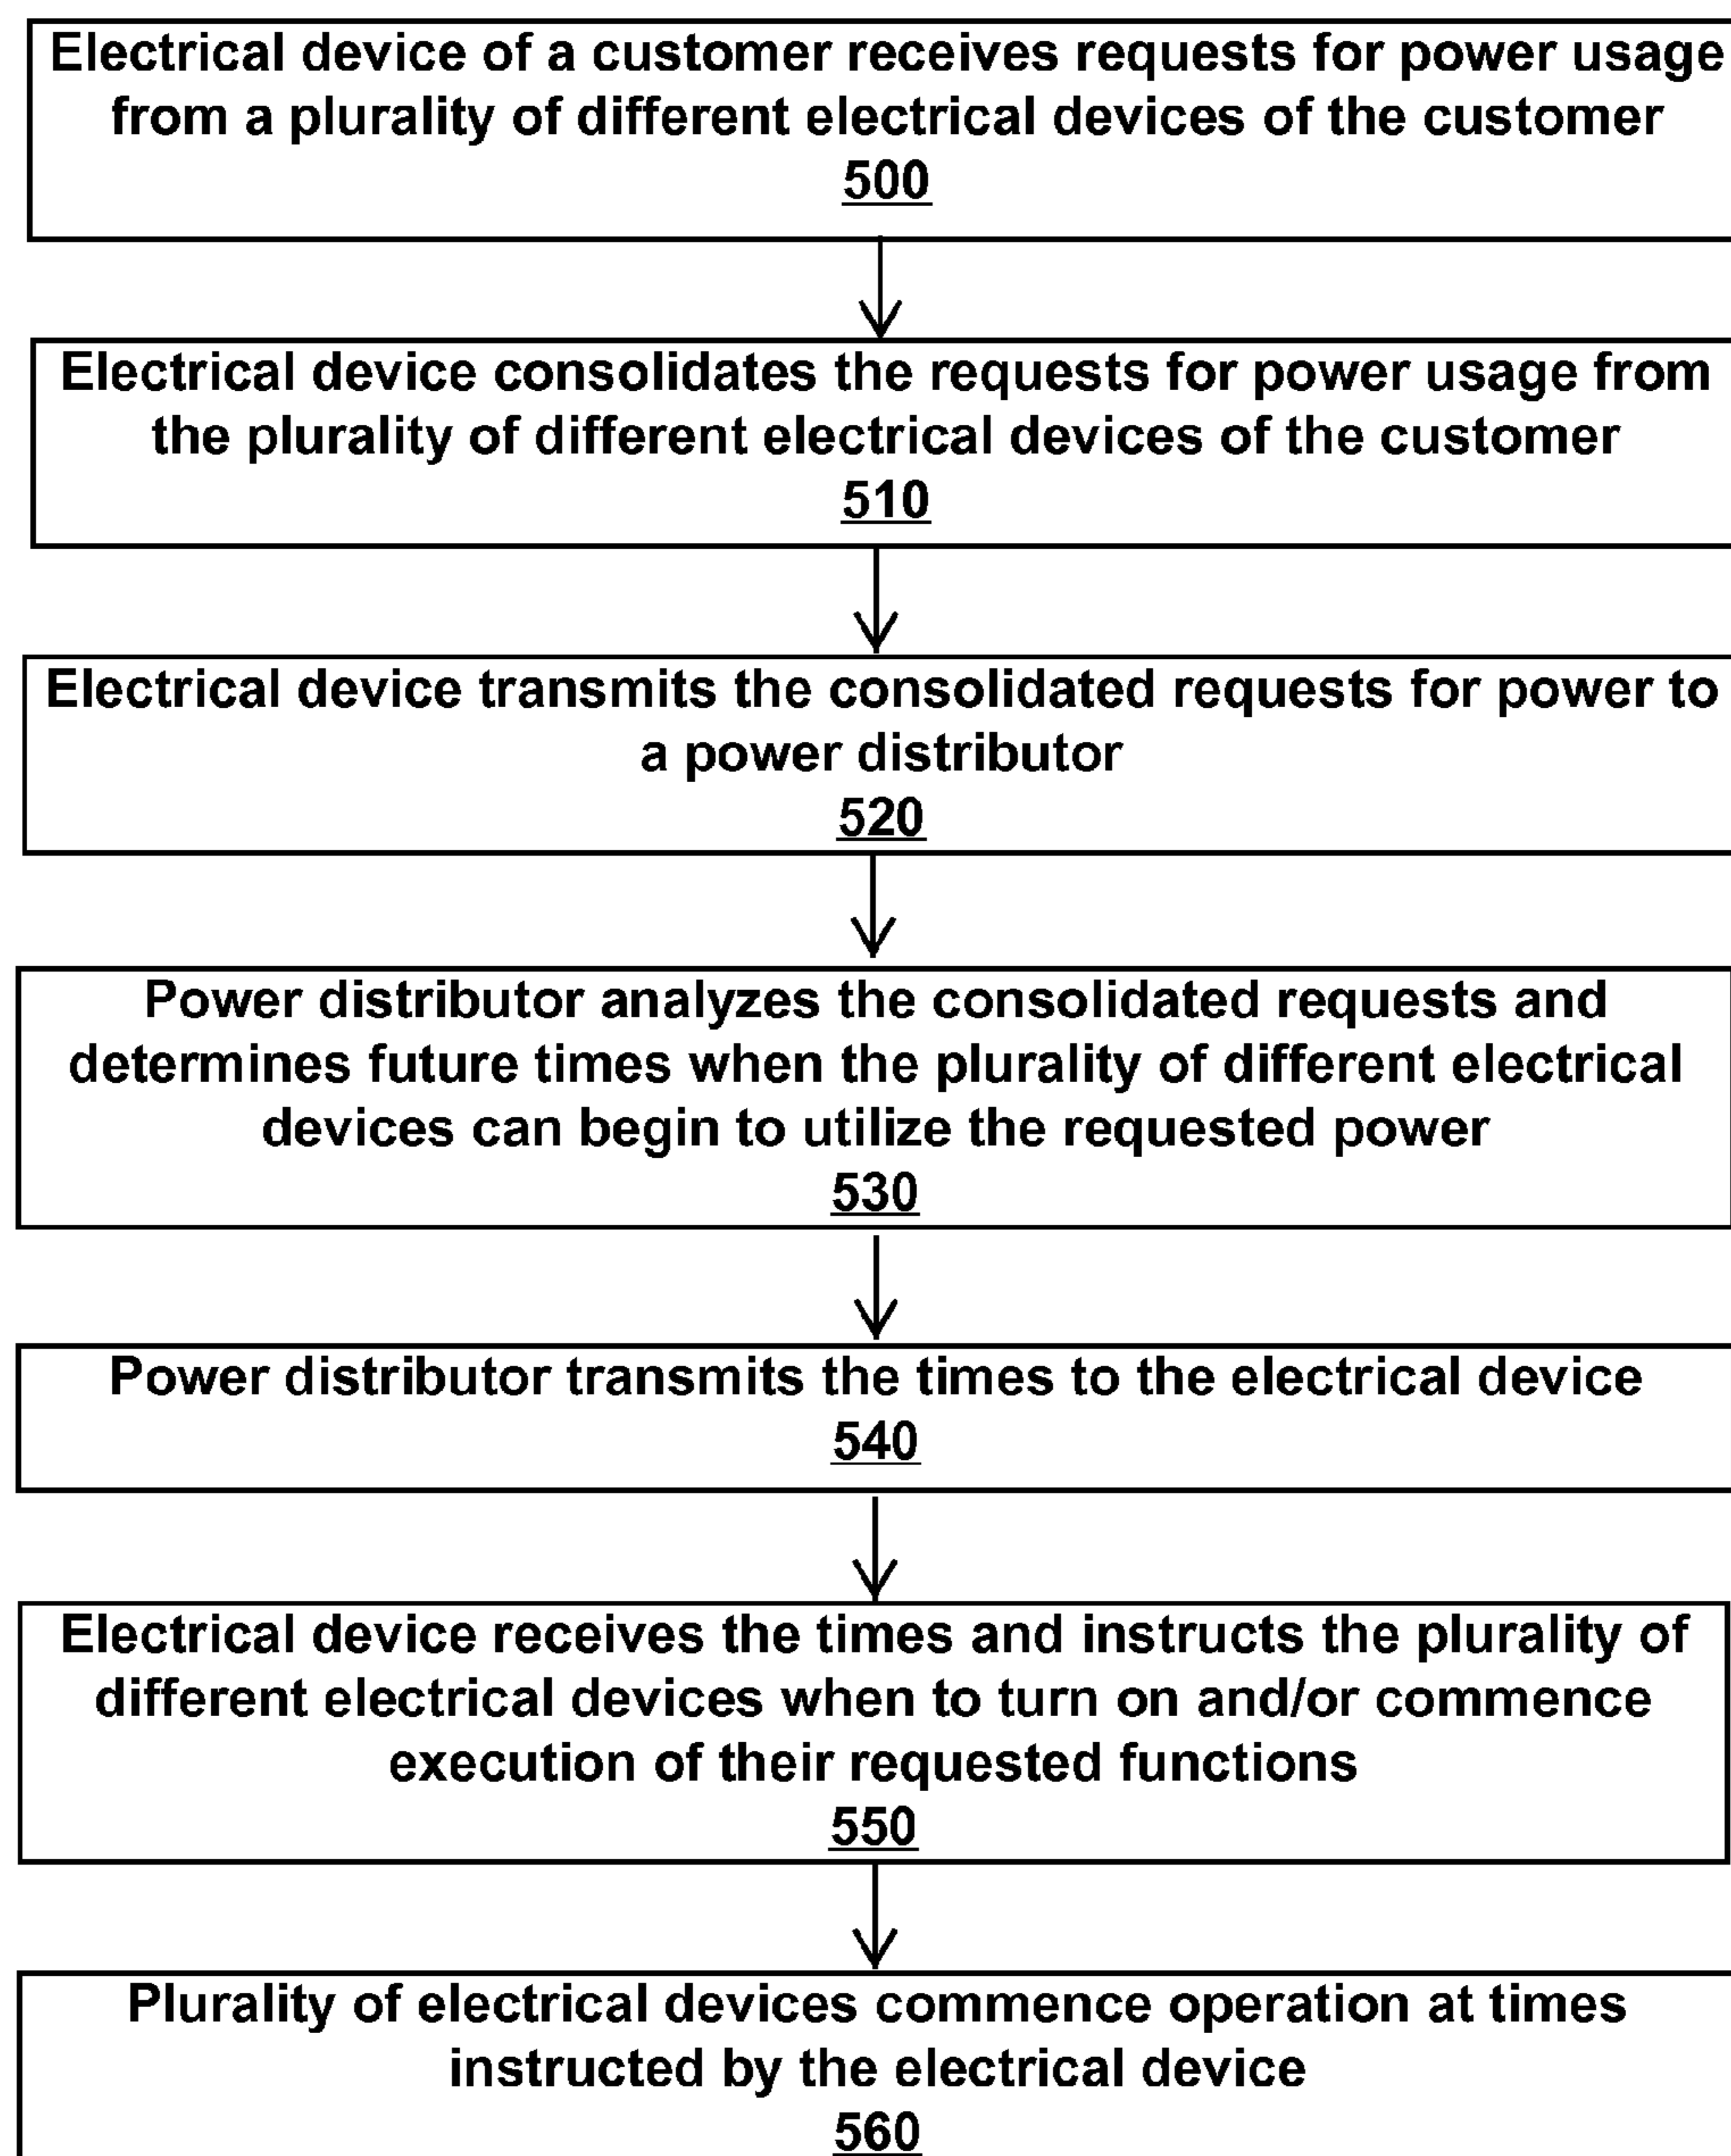 Electrical device of a customer receives requests for power usage
from a plurality of different electrical devices of the customer
500
Electrical device consolidates the requests for power usage from
the plurality of different electrical devices of the customer
510
Electrical device transmits the consolidated requests for power to
a power distributor
520
Power distributor analyzes the consolidated requests and
determines future times when the plurality of different electrical
devices can begin to utilize the requested power
530
Power distributor transmits the times to the electrical device
540
Electrical device receives the times and instructs the plurality of
different electrical devices when to turn on and/or commence
execution of their requested functions
550
Plurality of electrical devices commence operation at times
instructed by the electrical device
560